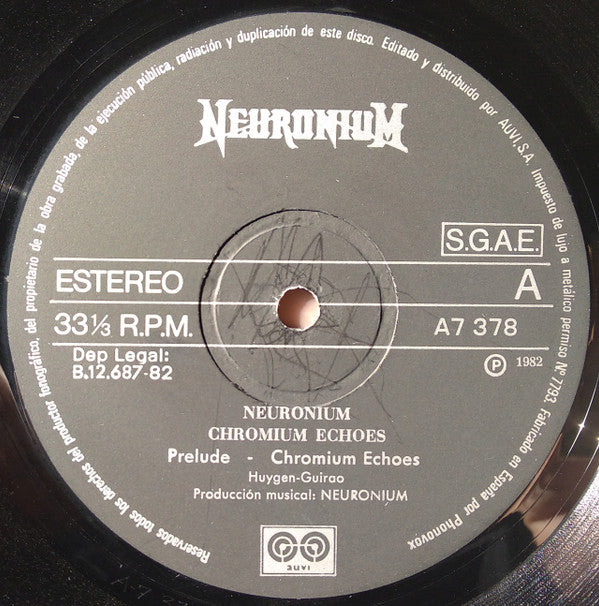 Reservados todos los derechos del productor fonográfico, del propietario de la obra grabada, de la ejecución pública, radiación y duplicación de este disco. Editado y distribuido por AUVI, S.A. Impuesto de lujo a metálico permiso Nº 7793. Fabricado en España por Phonovox
NEURONIUM
S.G.A.E.
ESTEREO A
33⅓ R.P.M. A7 378
Dep Legal: Ⓟ 1982
B.12.687-82
NEURONIUM
CHROMIUM ECHOES
Prelude - Chromium Echoes
Huygen-Guirao
Producción musical: NEURONIUM
auvi